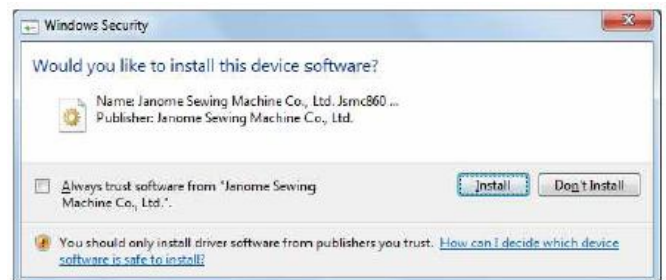 Windows Security
Would you like to install this device software?
Name: Janome Sewing Machine Co., Ltd. Jsmc860 ...
Publisher: Janome Sewing Machine Co., Ltd.
Always trust software from "Janome Sewing
Machine Co., Ltd.".
Install
Don't Install
You should only install driver software from publishers you trust. How can I decide which device
software is safe to install?